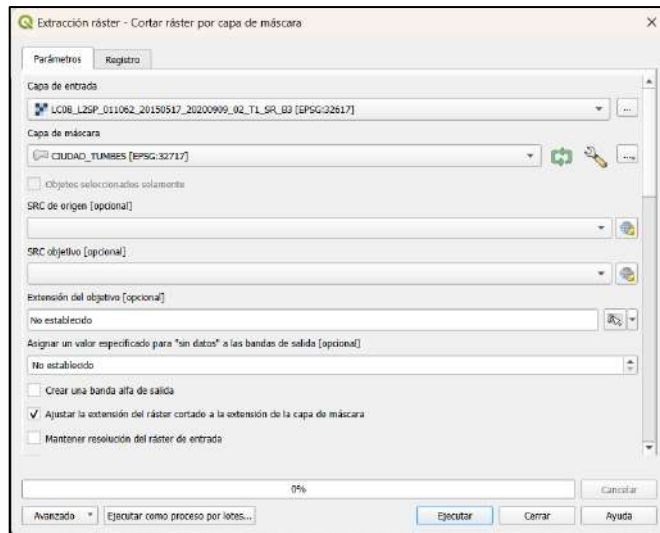 Extracción ráster - Cortar ráster por capa de máscara
Parámetros
Registro
Capa de entrada
LC08_L2SP_011062_20150517_20200909_02_T1_SR_B3 [EPSG:32617]
Capa de máscara
CIUDAD_TUMBES [EPSG:32717]
Objetos seleccionados solamente
SRC de origen [opcional]
SRC objetivo [opcional]
Extensión del objetivo [opcional]
No establecido
Asignar un valor especificado para "sin datos" a las bandas de salida [opcional]
No establecido
Crear una banda alfa de salida
Ajustar la extensión del ráster cortado a la extensión de la capa de máscara
Mantener resolución del ráster de entrada
0%
Cancelar
Avanzado
Ejecutar como proceso por lotes...
Ejecutar
Cerrar
Ayuda